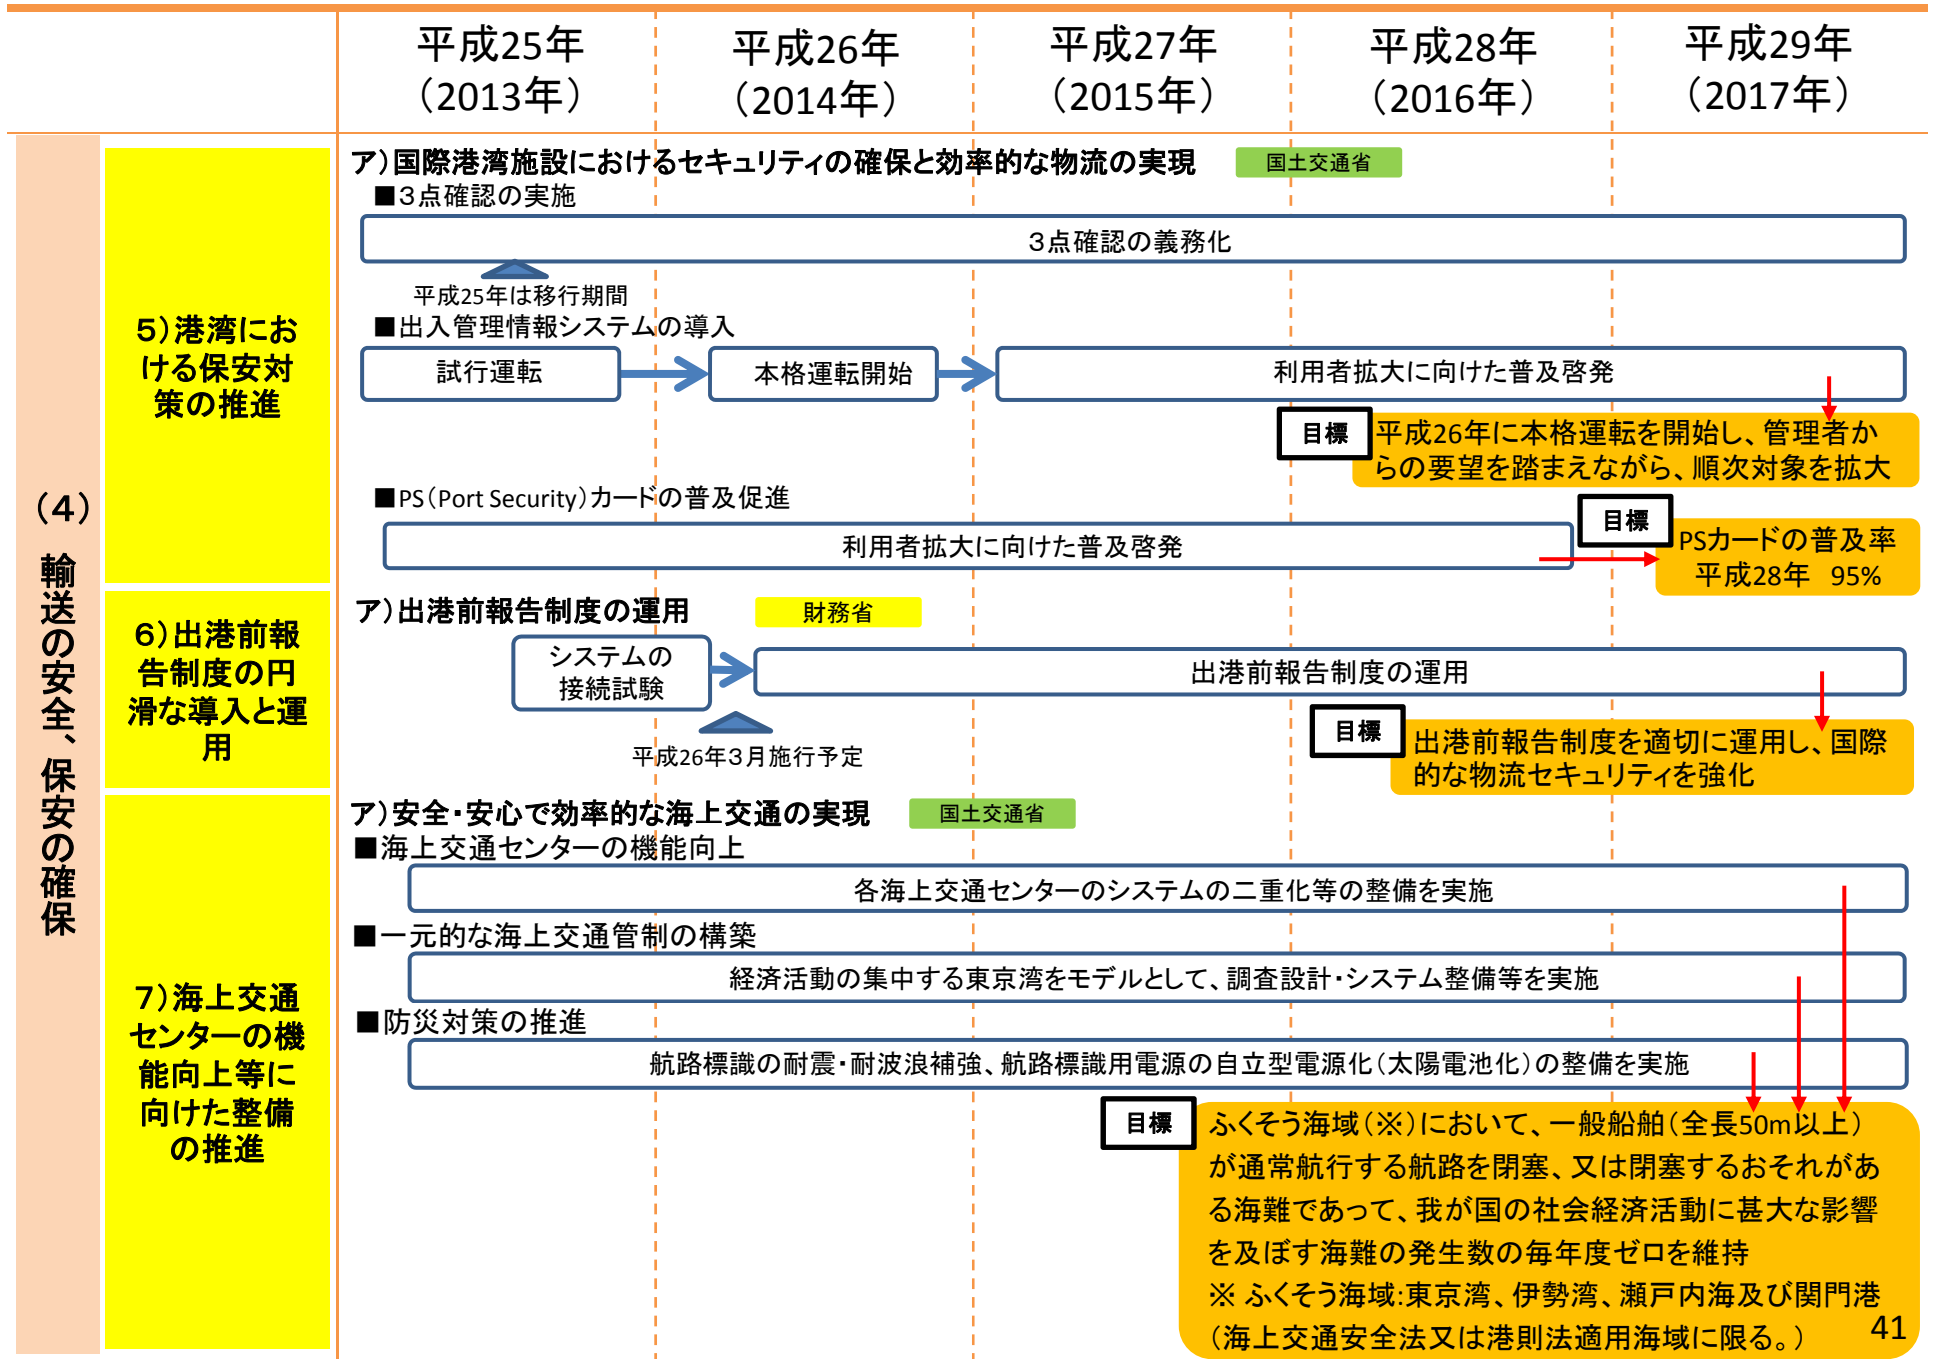 平成25年
（2013年）
平成26年
（2014年）
平成27年
（2015年）
平成28年
（2016年）
平成29年
（2017年）
（4）輸送の安全、保安の確保
5）港湾にお
ける保安対
策の推進
ア）国際港湾施設におけるセキュリティの確保と効率的な物流の実現
国土交通省
■3点確認の実施
3点確認の義務化
平成25年は移行期間
■出入管理情報システムの導入
試行運転
本格運転開始
利用者拡大に向けた普及啓発
目標
平成26年に本格運転を開始し、管理者か
らの要望を踏まえながら、順次対象を拡大
■PS（Port Security）カードの普及促進
利用者拡大に向けた普及啓発
目標
PSカードの普及率
平成28年 95%
6）出港前報
告制度の円
滑な導入と運
用
ア）出港前報告制度の運用
財務省
システムの
接続試験
出港前報告制度の運用
平成26年3月施行予定
目標
出港前報告制度を適切に運用し、国際
的な物流セキュリティを強化
7）海上交通
センターの機
能向上等に
向けた整備
の推進
ア）安全・安心で効率的な海上交通の実現
国土交通省
■海上交通センターの機能向上
各海上交通センターのシステムの二重化等の整備を実施
■一元的な海上交通管制の構築
経済活動の集中する東京湾をモデルとして、調査設計・システム整備等を実施
■防災対策の推進
航路標識の耐震・耐波浪補強、航路標識用電源の自立型電源化（太陽電池化）の整備を実施
目標
ふくそう海域（※）において、一般船舶（全長50m以上）
が通常航行する航路を閉塞、又は閉塞するおそれがあ
る海難であって、我が国の社会経済活動に甚大な影響
を及ぼす海難の発生数の毎年度ゼロを維持
※ ふくそう海域：東京湾、伊勢湾、瀬戸内海及び関門港
（海上交通安全法又は港則法適用海域に限る。）
41